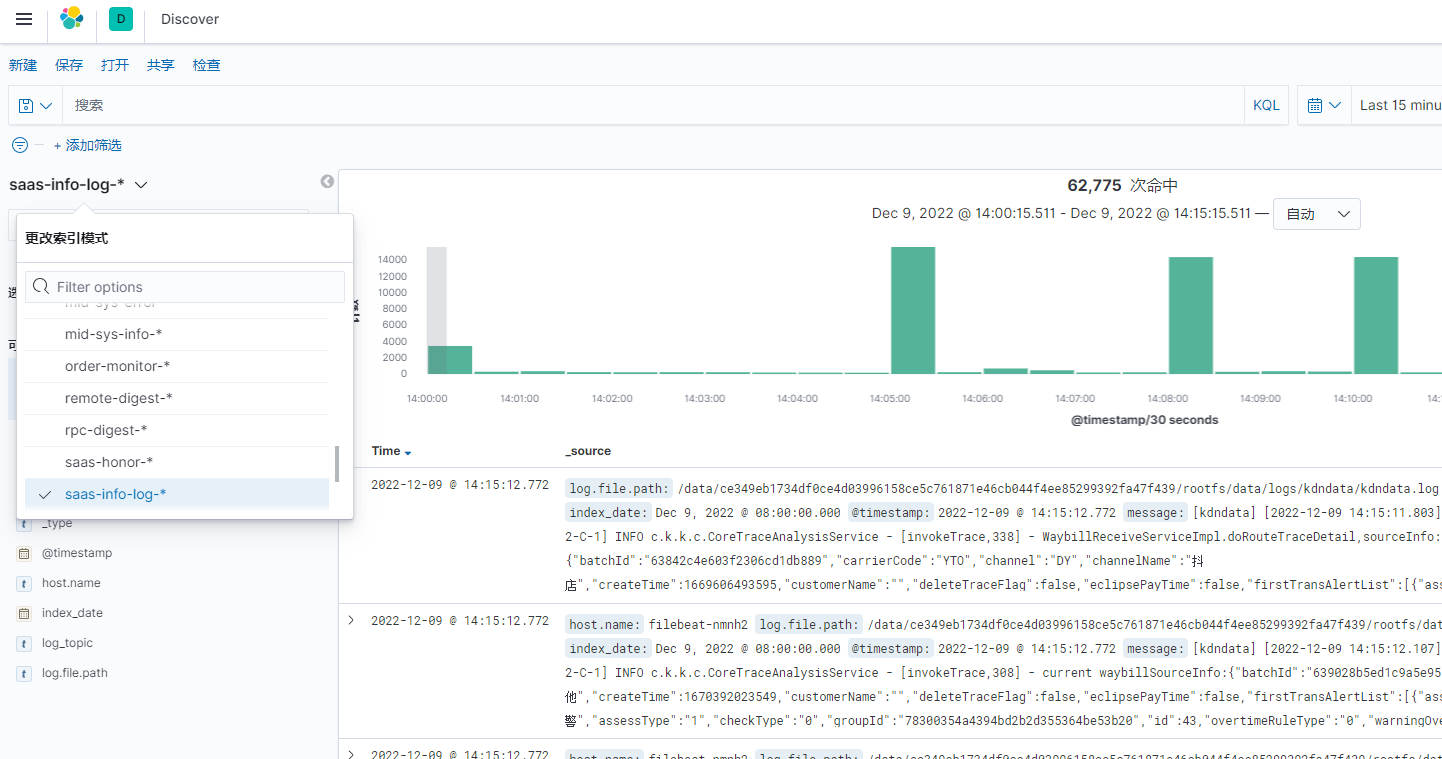 D Discover
新建 保存 打开 共享 检查
搜索 KQL Last 15 minu
+ 添加筛选
saas-info-log-*
更改索引模式
Filter options
mid-sys-error
mid-sys-info-*
order-monitor-*
remote-digest-*
rpc-digest-*
saas-honor-*
saas-info-log-*
t _type
@timestamp
t host.name
index_date
t log_topic
t log.file.path
62,775 次命中
Dec 9, 2022 @ 14:00:15.511 - Dec 9, 2022 @ 14:15:15.511 — 自动
14000
12000
10000
8000
6000
4000
2000
0
14:00:00 14:01:00 14:02:00 14:03:00 14:04:00 14:05:00 14:06:00 14:07:00 14:08:00 14:09:00 14:10:00
@timestamp/30 seconds
Time _source
2022-12-09 @ 14:15:12.772 log.file.path: /data/ce349eb1734df0ce4d03996158ce5c761871e46cb044f4ee85299392fa47f439/rootfs/data/logs/kdndata/kdndata.log
index_date: Dec 9, 2022 @ 08:00:00.000 @timestamp: 2022-12-09 @ 14:15:12.772 message: [kdndata] [2022-12-09 14:15:11.803]
2-C-1] INFO c.k.k.c.CoreTraceAnalysisService - [invokeTrace,338] - WaybillReceiveServiceImpl.doRouteTraceDetail,sourceInfo:
{"batchId":"63842c4e603f2306cd1db889","carrierCode":"YTO","channel":"DY","channelName":"抖
店","createTime":1669606493595,"customerName":"","deleteTraceFlag":false,"eclipsePayTime":false,"firstTransAlertList":[{"ass
2022-12-09 @ 14:15:12.772 host.name: filebeat-nmnh2 log.file.path: /data/ce349eb1734df0ce4d03996158ce5c761871e46cb044f4ee85299392fa47f439/rootfs/dat
index_date: Dec 9, 2022 @ 08:00:00.000 @timestamp: 2022-12-09 @ 14:15:12.772 message: [kdndata] [2022-12-09 14:15:12.107]
2-C-1] INFO c.k.k.c.CoreTraceAnalysisService - [invokeTrace,308] - current waybillSourceInfo:{"batchId":"639028b5ed1c9a5e95
他","createTime":1670392023549,"customerName":"","deleteTraceFlag":false,"eclipsePayTime":false,"firstTransAlertList":[{"ass
警","assessType":"1","checkType":"0","groupId":"78300354a4394bd2b2d355364be53b20","id":43,"overtimeRuleType":"0","warningOve
2022-12-09 @ 14:15:12.772 host.name: filebeat-nmnh2 log.file.path: /data/ce349eb1734df0ce4d03996158ce5c761871e46cb044f4ee85299392fa47f439/rootfs/dat